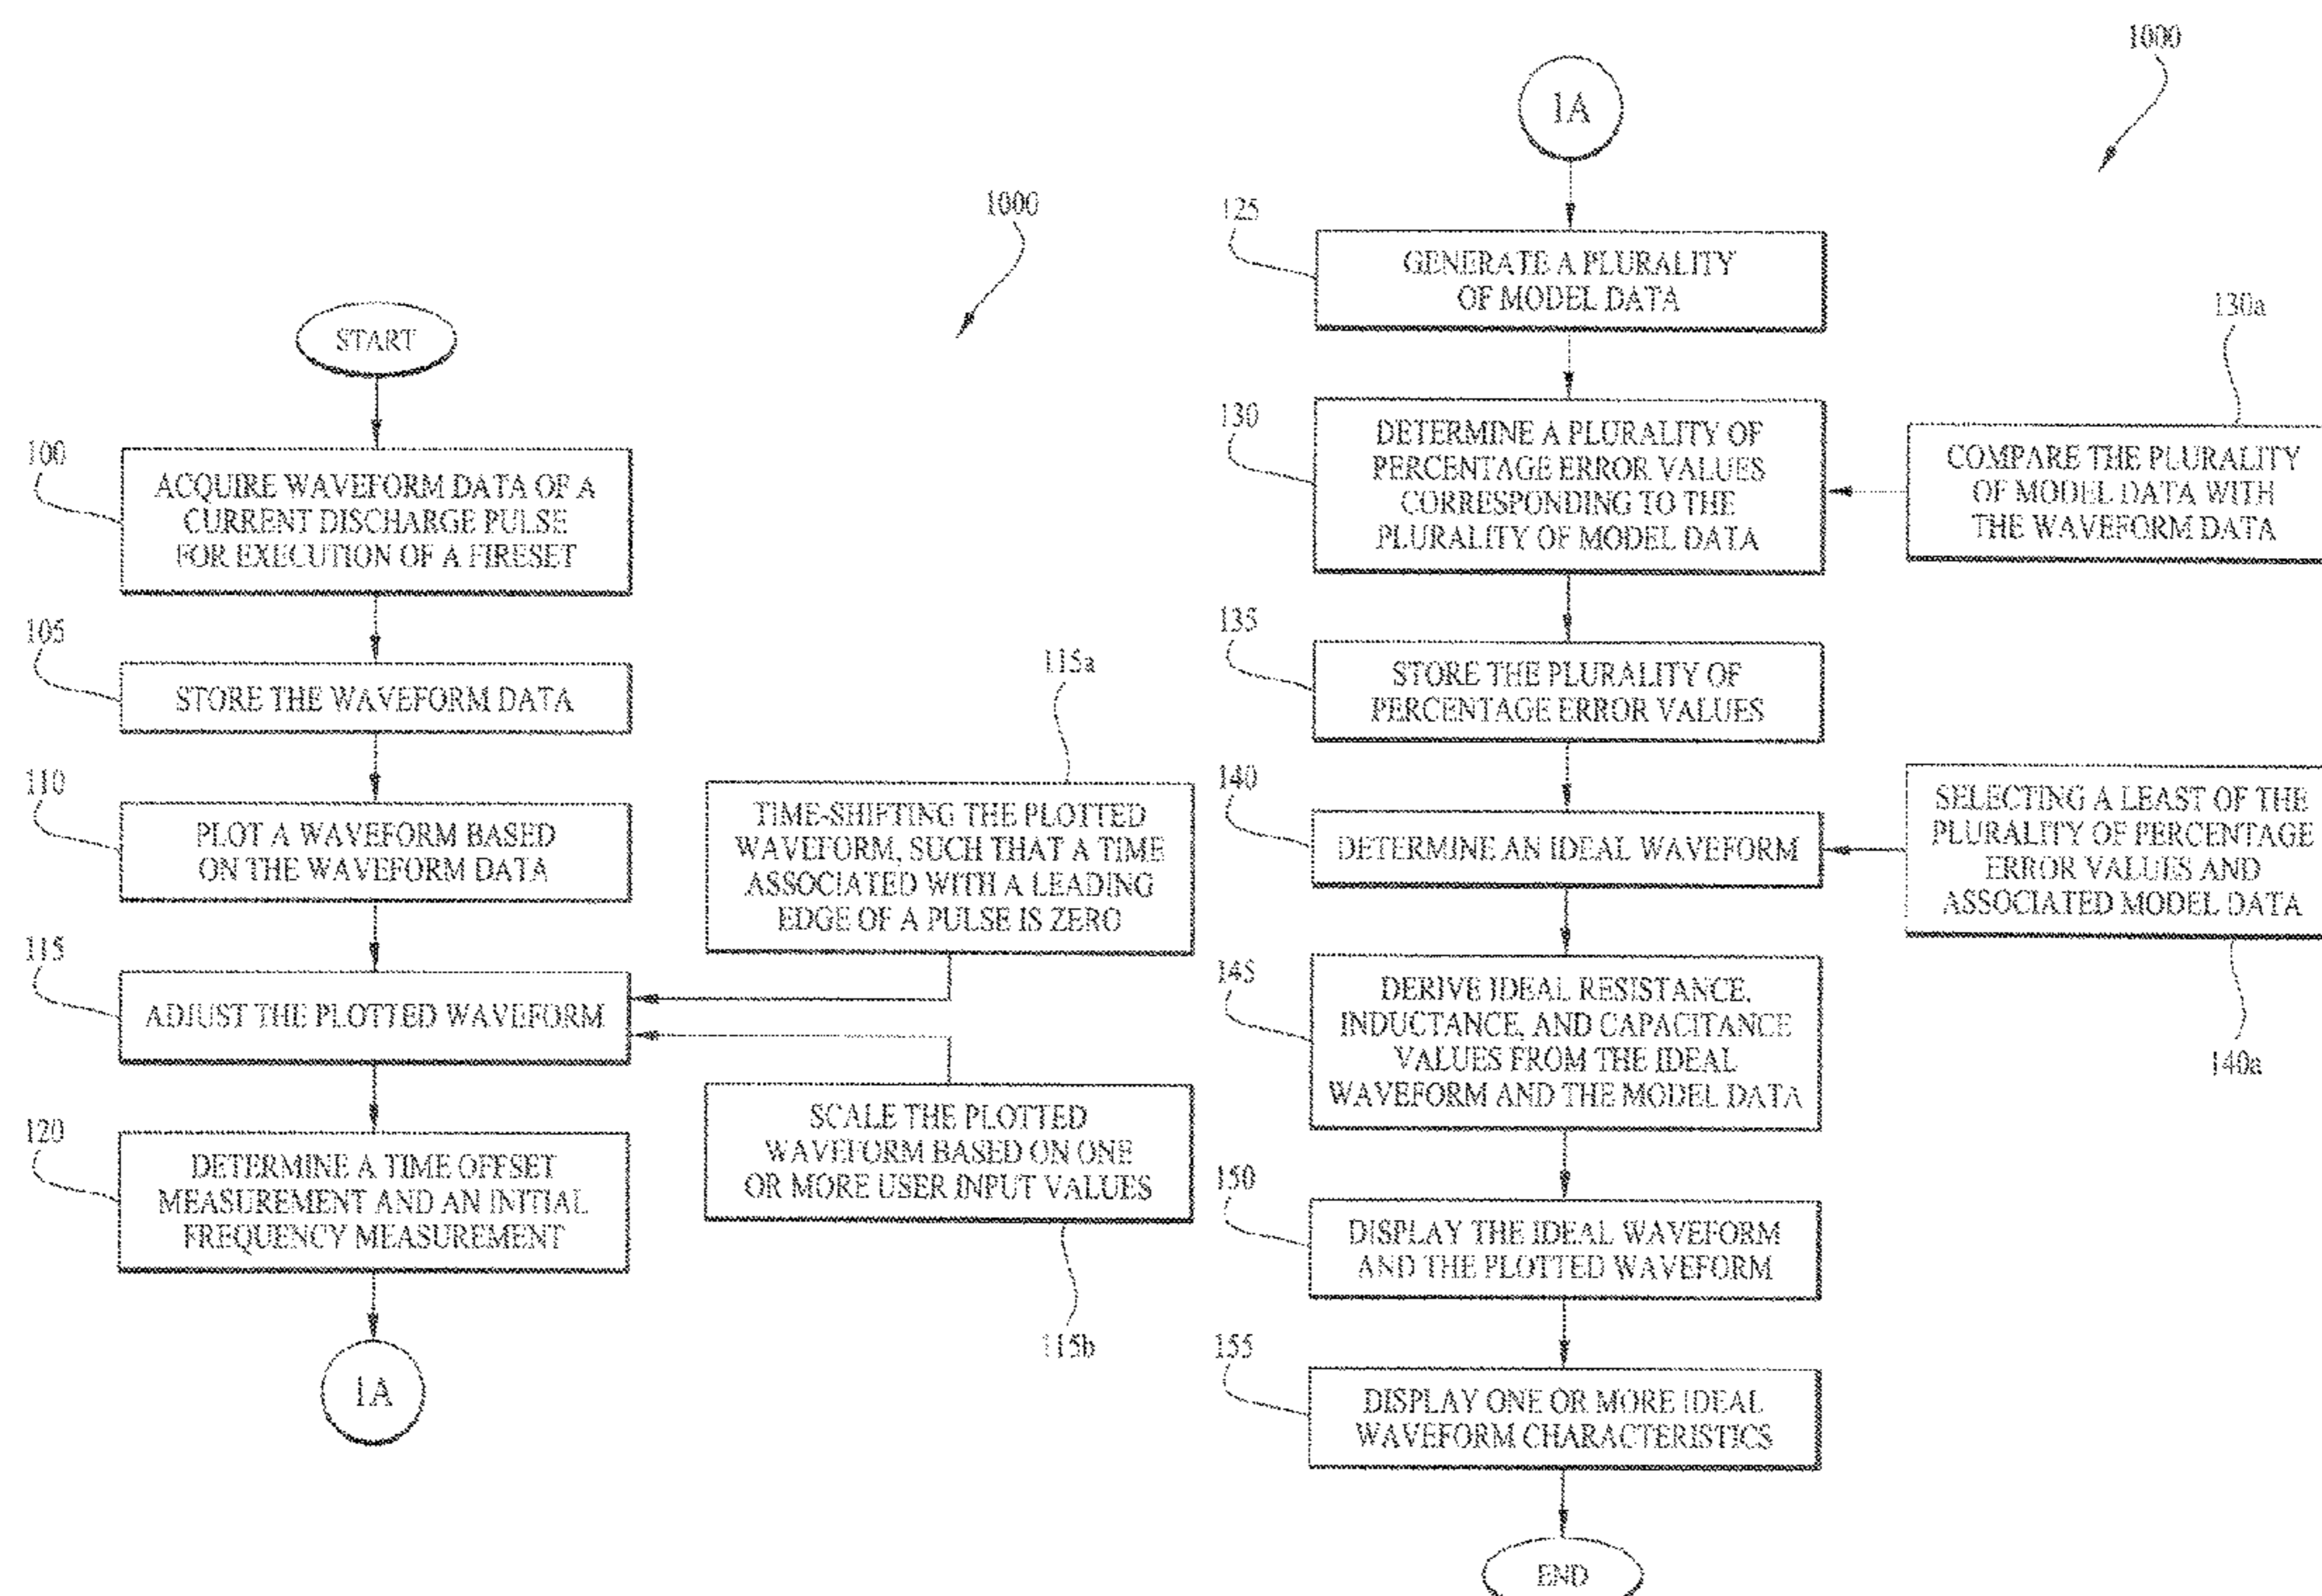 1000
START
100
ACQUIRE WAVEFORM DATA OF A
CURRENT DISCHARGE PULSE
FOR EXECUTION OF A FIRESET
105
STORE THE WAVEFORM DATA
110
PLOT A WAVEFORM BASED
ON THE WAVEFORM DATA
115
ADJUST THE PLOTTED WAVEFORM
115a
TIME-SHIFTING THE PLOTTED
WAVEFORM, SUCH THAT A TIME
ASSOCIATED WITH A LEADING
EDGE OF A PULSE IS ZERO
SCALE THE PLOTTED
WAVEFORM BASED ON ONE
OR MORE USER INPUT VALUES
115b
120
DETERMINE A TIME OFFSET
MEASUREMENT AND AN INITIAL
FREQUENCY MEASUREMENT
1A
1000
1A
125
GENERATE A PLURALITY
OF MODEL DATA
130
DETERMINE A PLURALITY OF
PERCENTAGE ERROR VALUES
CORRESPONDING TO THE
PLURALITY OF MODEL DATA
130a
COMPARE THE PLURALITY
OF MODEL DATA WITH
THE WAVEFORM DATA
135
STORE THE PLURALITY OF
PERCENTAGE ERROR VALUES
140
DETERMINE AN IDEAL WAVEFORM
SELECTING A LEAST OF THE
PLURALITY OF PERCENTAGE
ERROR VALUES AND
ASSOCIATED MODEL DATA
140a
145
DERIVE IDEAL RESISTANCE,
INDUCTANCE, AND CAPACITANCE
VALUES FROM THE IDEAL
WAVEFORM AND THE MODEL DATA
150
DISPLAY THE IDEAL WAVEFORM
AND THE PLOTTED WAVEFORM
155
DISPLAY ONE OR MORE IDEAL
WAVEFORM CHARACTERISTICS
END